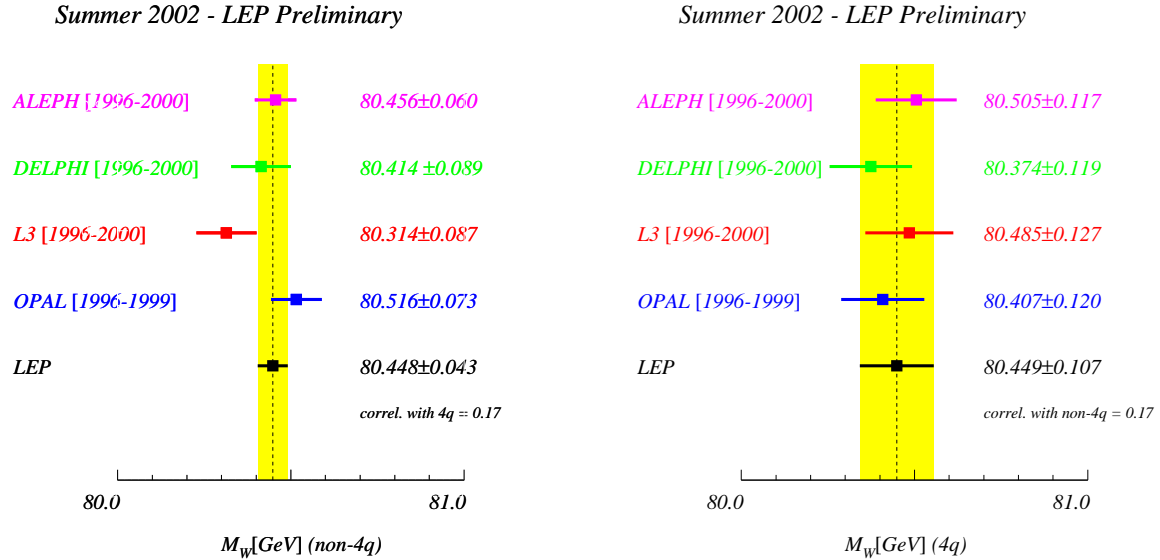 Summer 2002 - LEP Preliminary
ALEPH [1996-2000] 80.456±0.060
DELPHI [1996-2000] 80.414 ±0.089
L3 [1996-2000] 80.314±0.087
OPAL [1996-1999] 80.516±0.073
LEP 80.448±0.043
correl. with 4q = 0.17
80.0 81.0
M_W[GeV] (non-4q)
Summer 2002 - LEP Preliminary
ALEPH [1996-2000] 80.505±0.117
DELPHI [1996-2000] 80.374±0.119
L3 [1996-2000] 80.485±0.127
OPAL [1996-1999] 80.407±0.120
LEP 80.449±0.107
correl. with non-4q = 0.17
80.0 81.0
M_W[GeV] (4q)